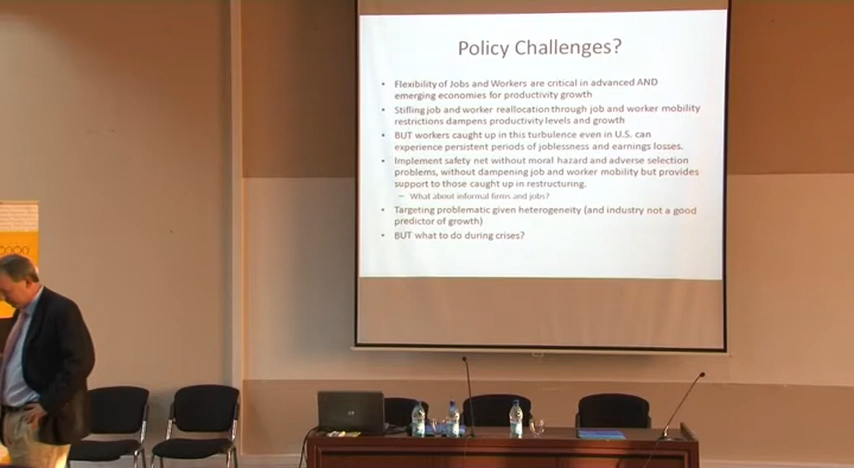 Policy Challenges?
• Flexibility of Jobs and Workers are critical in advanced AND
emerging economies for productivity growth
• Stifling job and worker reallocation through job and worker mobility
restrictions dampens productivity levels and growth
• BUT workers caught up in this turbulence even in U.S. can
experience persistent periods of joblessness and earnings losses.
• Implement safety net without moral hazard and adverse selection
problems, without dampening job and worker mobility but provides
support to those caught up in restructuring.
– What about informal firms and jobs?
• Targeting problematic given heterogeneity (and industry not a good
predictor of growth)
• BUT what to do during crises?